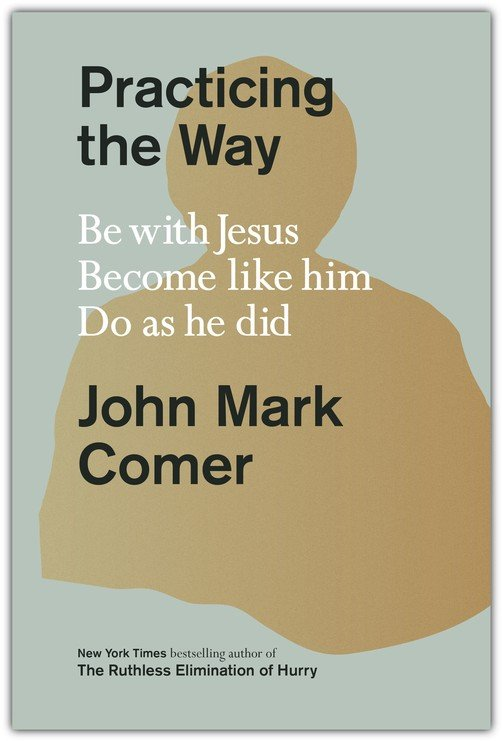 Practicing
the Way
Be with Jesus
Become like him
Do as he did
John Mark
Comer
New York Times bestselling author of
The Ruthless Elimination of Hurry